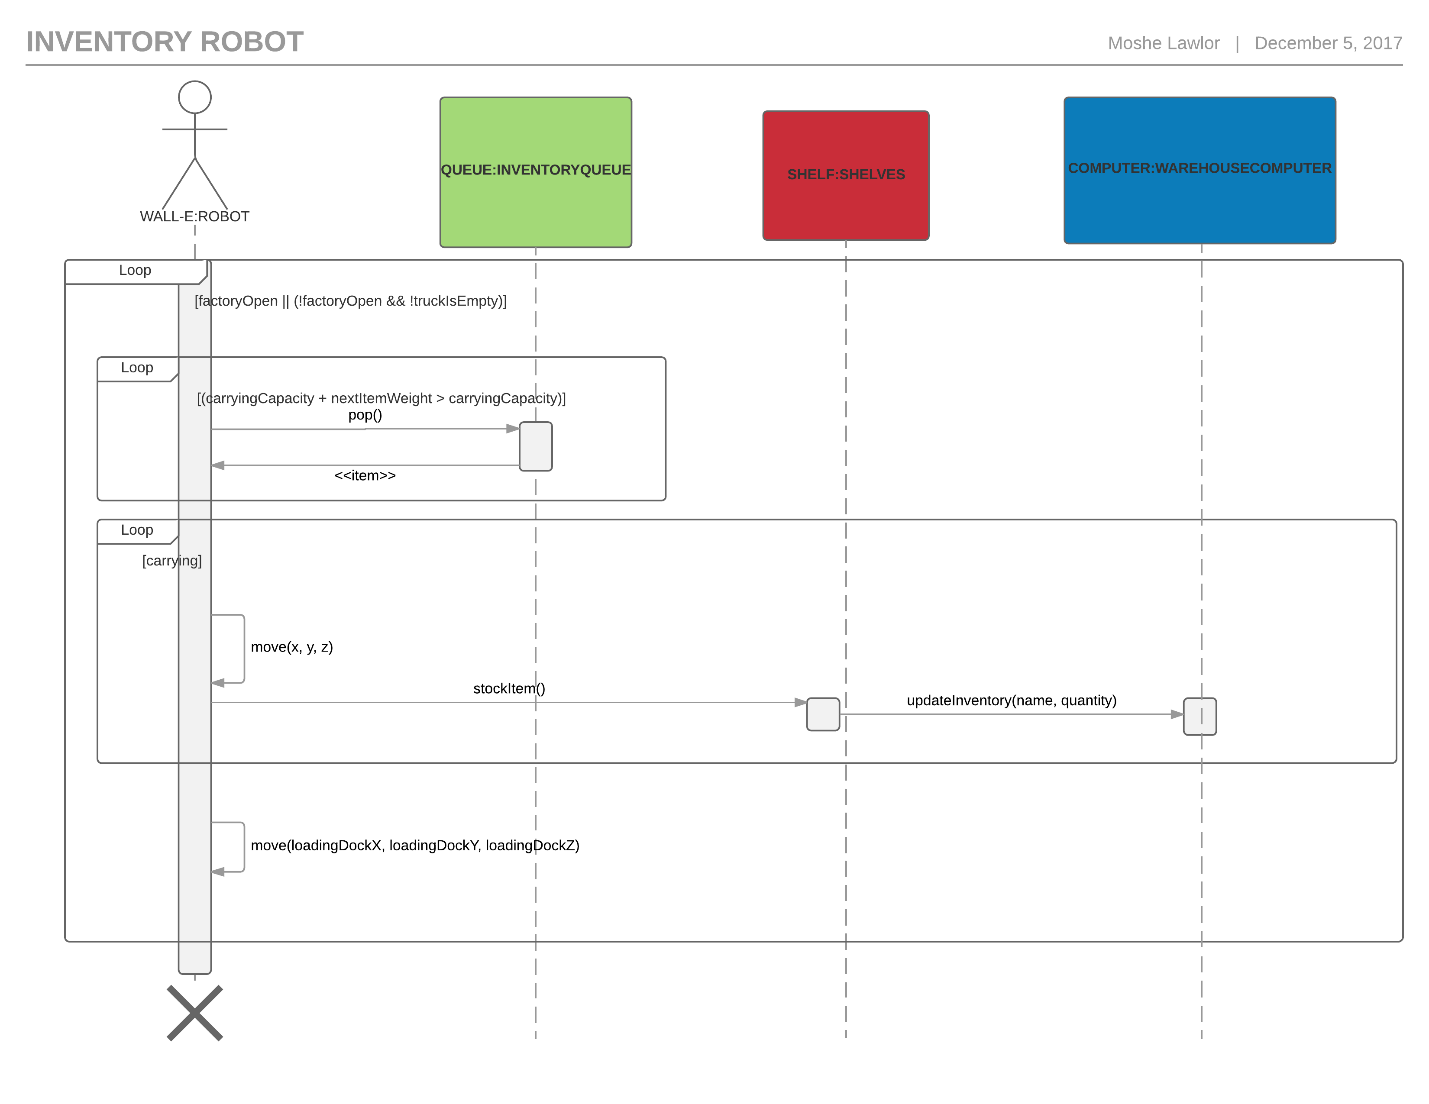 INVENTORY ROBOT
Moshe Lawlor | December 5, 2017
WALL-E:ROBOT
QUEUE:INVENTORYQUEUE
SHELF:SHELVES
COMPUTER:WAREHOUSECOMPUTER
Loop
[factoryOpen || (!factoryOpen && !truckIsEmpty)]
Loop
[(carryingCapacity + nextItemWeight > carryingCapacity)]
pop()
<<item>>
Loop
[carrying]
move(x, y, z)
stockItem()
updateInventory(name, quantity)
move(loadingDockX, loadingDockY, loadingDockZ)